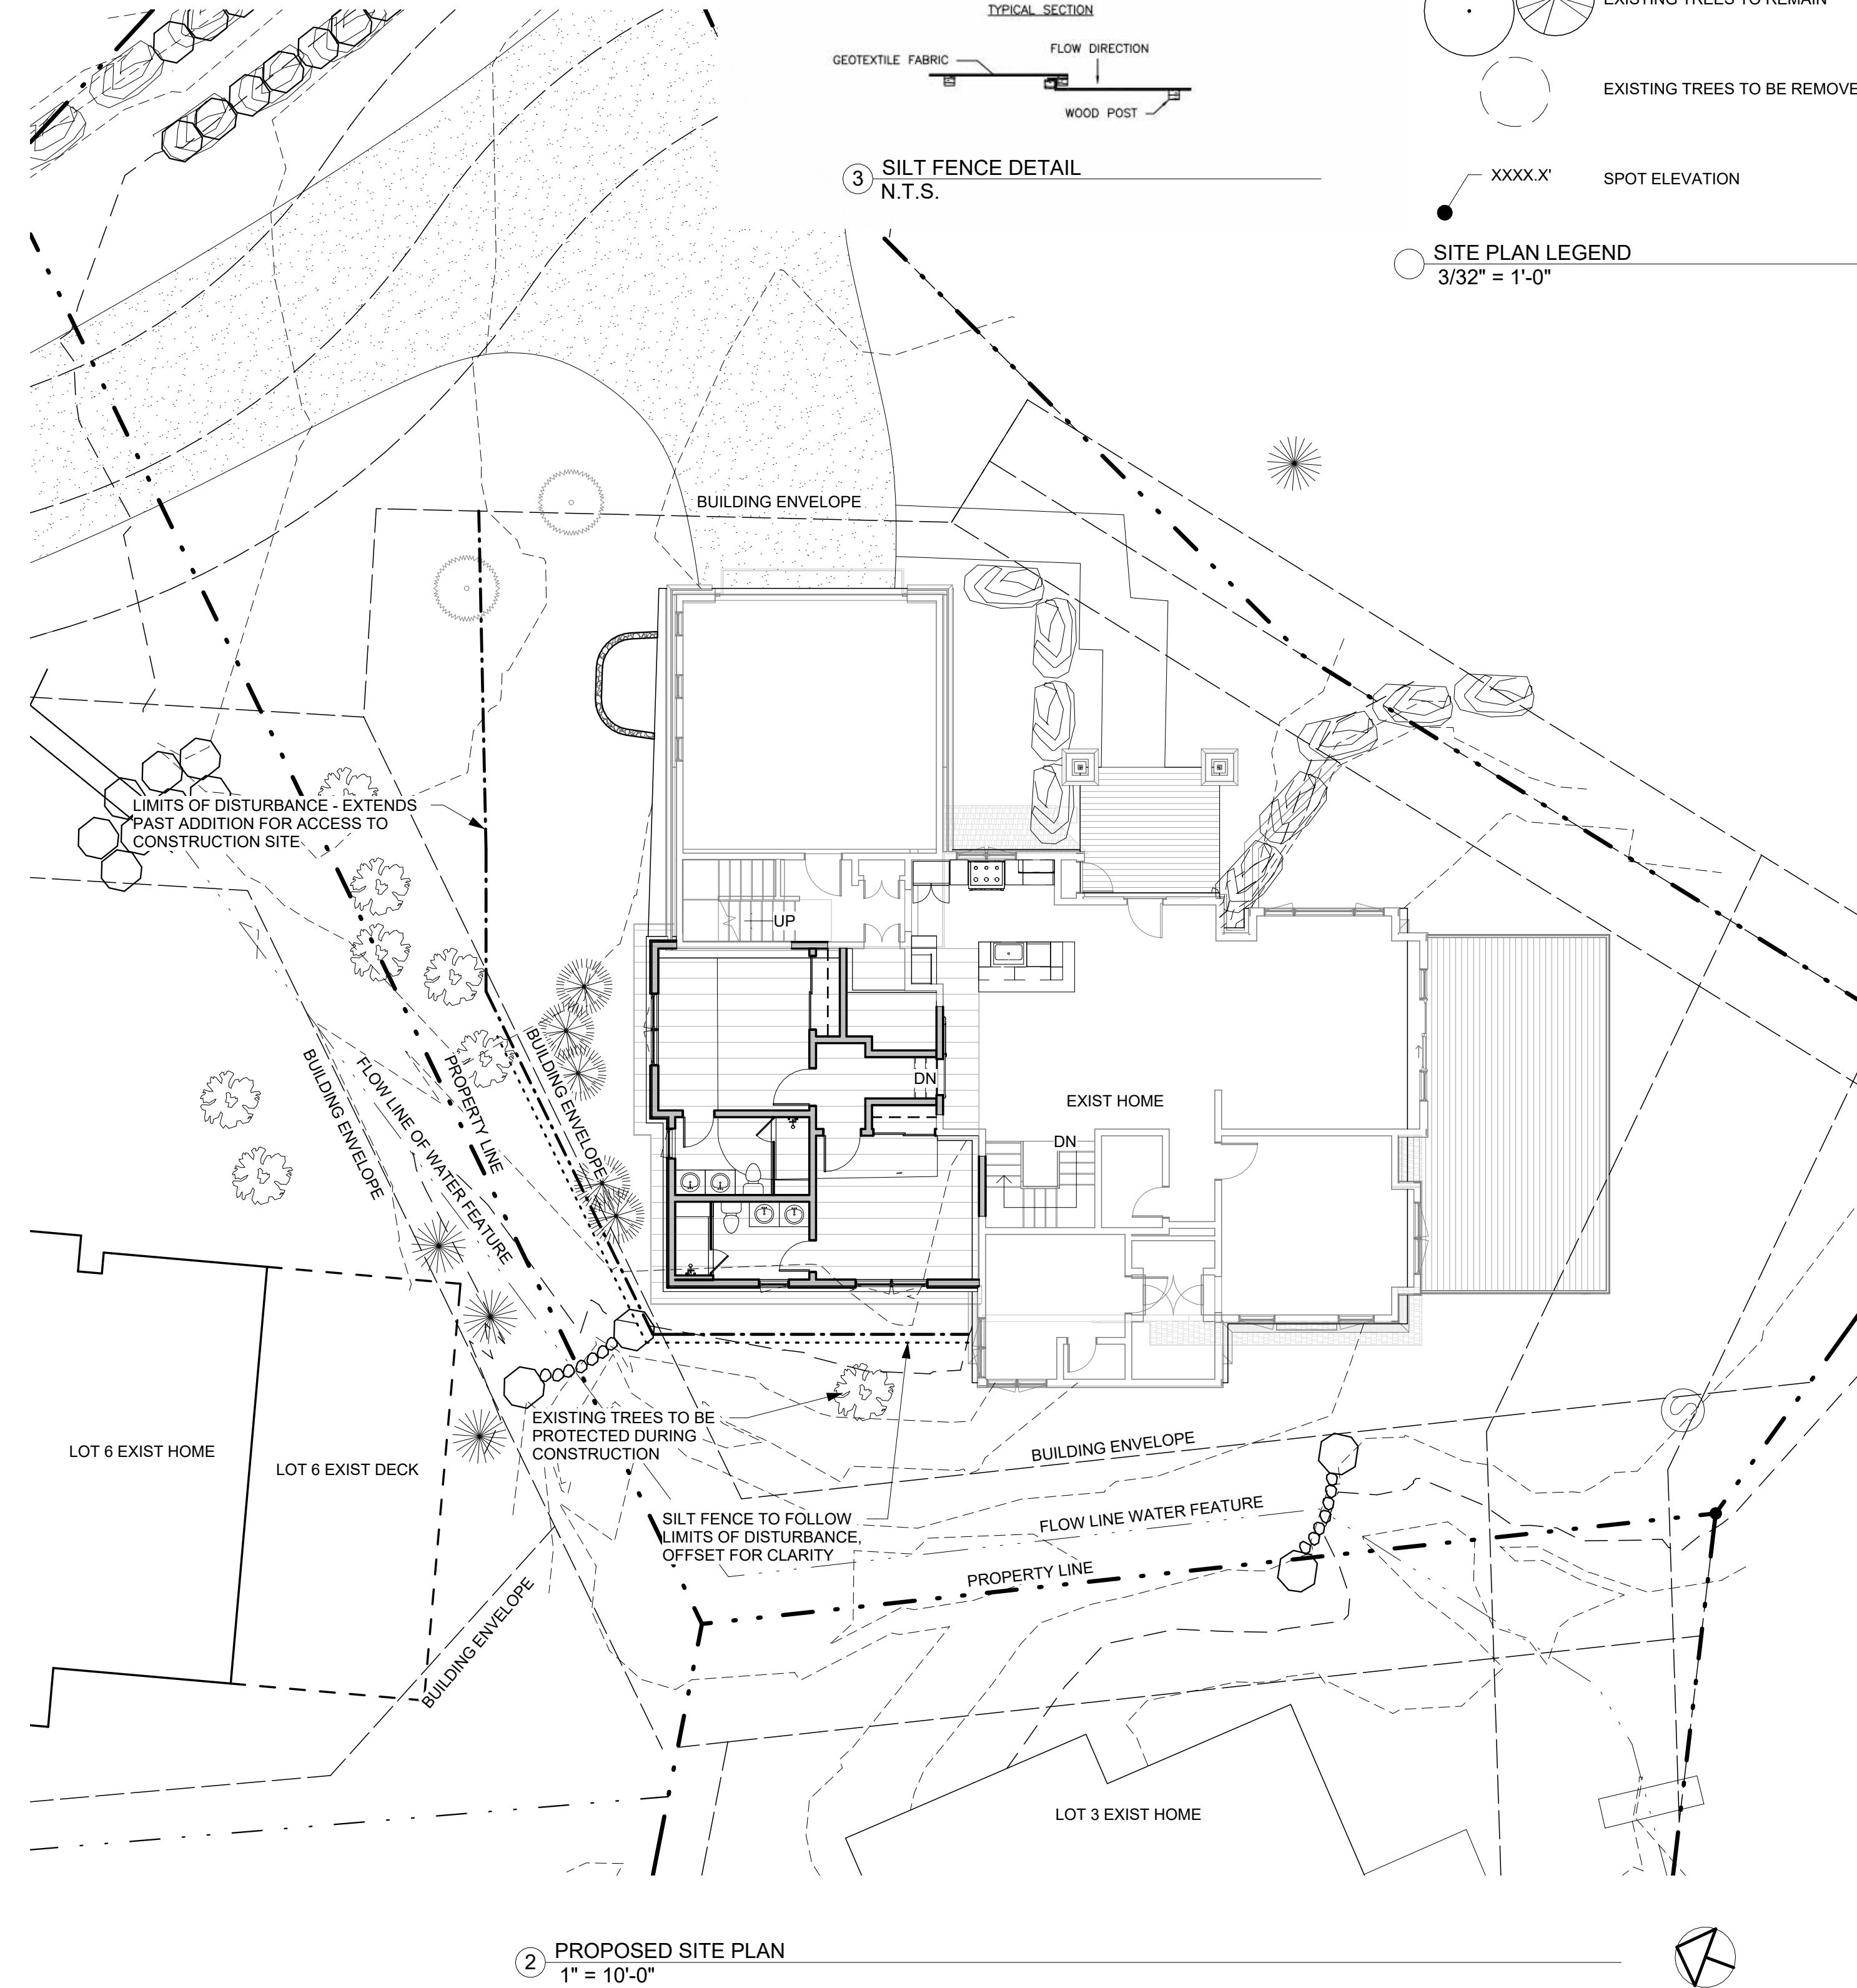 TYPICAL SECTION
GEOTEXTILE FABRIC
FLOW DIRECTION
WOOD POST
3
SILT FENCE DETAIL
N.T.S.
EXISTING TREES TO REMAIN
EXISTING TREES TO BE REMOVE
XXXX.X'
SPOT ELEVATION
SITE PLAN LEGEND
3/32" = 1'-0"
BUILDING ENVELOPE
LIMITS OF DISTURBANCE - EXTENDS
PAST ADDITION FOR ACCESS TO
CONSTRUCTION SITE
UP
BUILDING ENVELOPE
FLOW LINE OF WATER FEATURE
PROPERTY LINE
BUILDING ENVELOPE
DN
EXIST HOME
DN
EXISTING TREES TO BE
PROTECTED DURING
CONSTRUCTION
LOT 6 EXIST HOME
LOT 6 EXIST DECK
BUILDING ENVELOPE
S
SILT FENCE TO FOLLOW
LIMITS OF DISTURBANCE,
OFFSET FOR CLARITY
FLOW LINE WATER FEATURE
PROPERTY LINE
BUILDING ENVELOPE
LOT 3 EXIST HOME
2
PROPOSED SITE PLAN
1" = 10'-0"